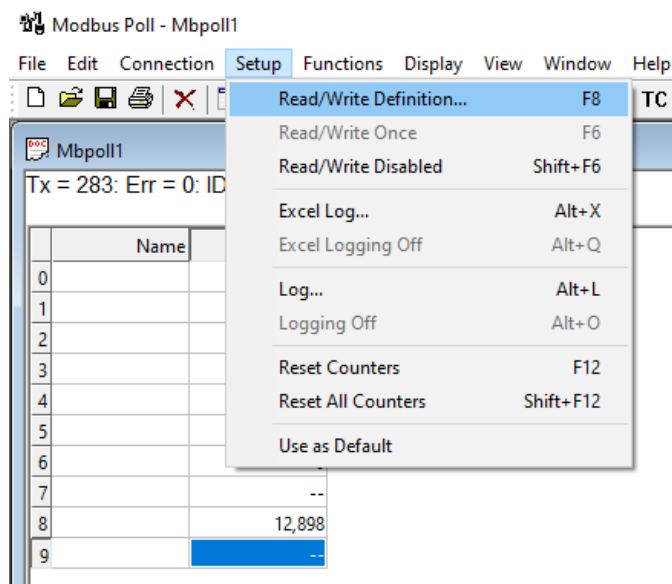 Modbus Poll - Mbpoll1
File Edit Connection Setup Functions Display View Window Help
TC
Read/Write Definition... F8
Read/Write Once F6
Read/Write Disabled Shift+F6
Excel Log... Alt+X
Excel Logging Off Alt+Q
Log... Alt+L
Logging Off Alt+O
Reset Counters F12
Reset All Counters Shift+F12
Use as Default
DOC
Mbpoll1
Tx = 283: Err = 0: ID
Name
0
1
2
3
4
5
6
7 --
8 12,898
9 --